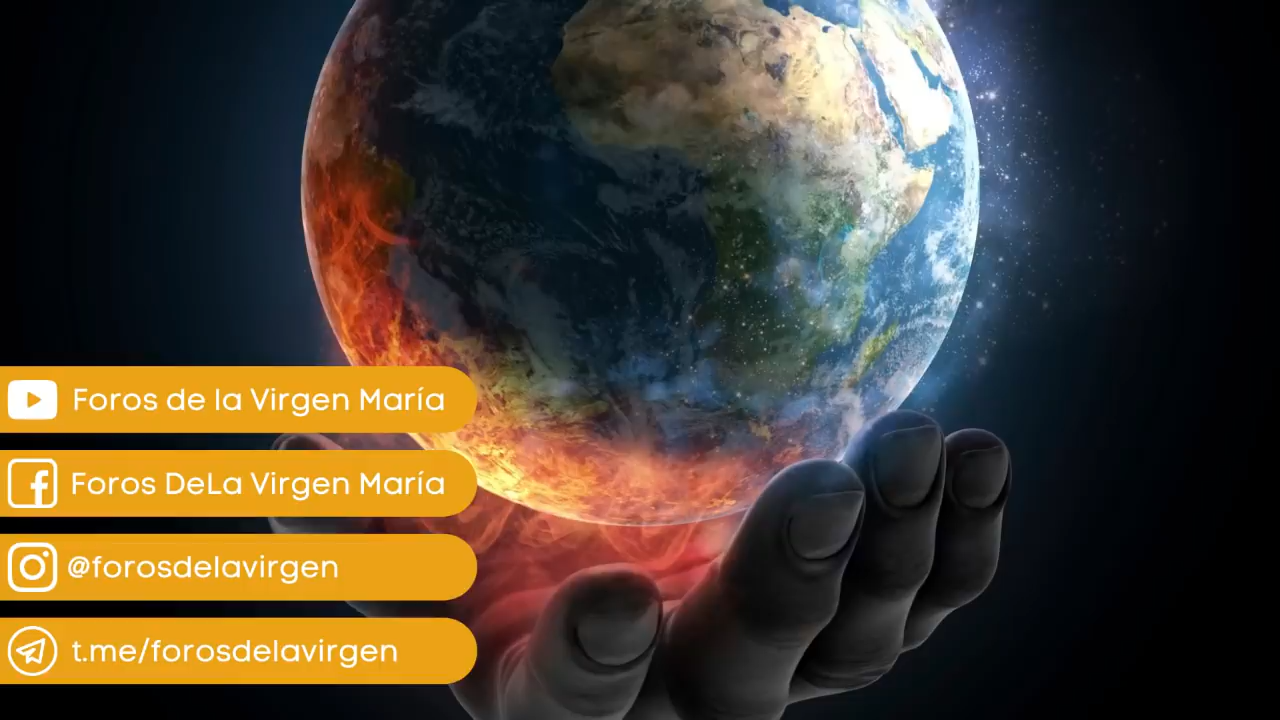 Foros de la Virgen María
Foros DeLa Virgen María
@forosdelavirgen
t.me/forosdelavirgen